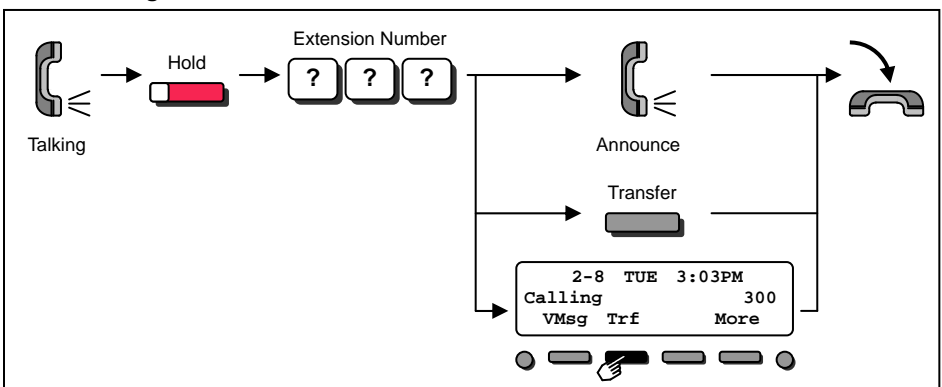 Extension Number
Hold
? ? ?
Talking
Announce
Transfer
2-8 TUE 3:03PM
Calling 300
VMsg Trf More